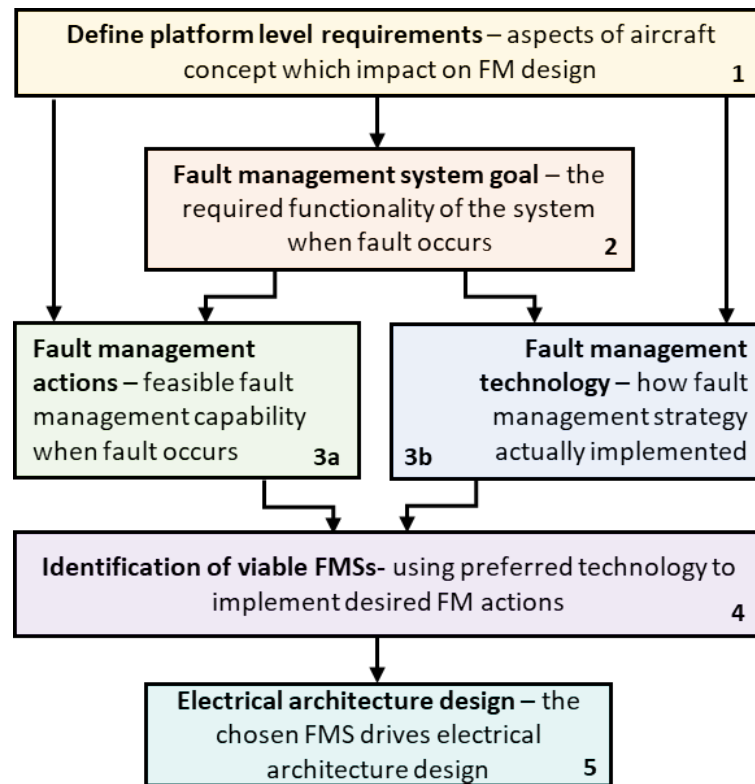 Define platform level requirements – aspects of aircraft
concept which impact on FM design
1
Fault management system goal – the
required functionality of the system
when fault occurs
2
Fault management
actions – feasible fault
management capability
when fault occurs
3a
Fault management
technology – how fault
management strategy
actually implemented
3b
Identification of viable FMSs- using preferred technology to
implement desired FM actions
4
Electrical architecture design – the
chosen FMS drives electrical
architecture design
5